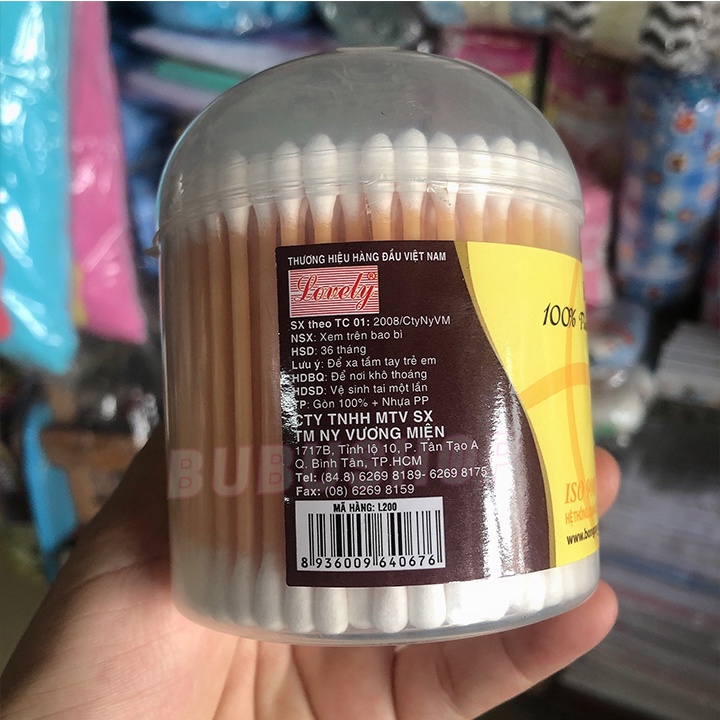 THƯƠNG HIỆU HÀNG ĐẦU VIỆT NAM
Lovely®
SX theo TC 01: 2008/CtyNyVM
NSX: Xem trên bao bì
HSD: 36 tháng
Lưu ý: Để xa tầm tay trẻ em
HDBQ: Để nơi khô thoáng
HDSD: Vệ sinh tai một lần
TP: Gòn 100% + Nhựa PP
CTY TNHH MTV SX
TM NY VƯƠNG MIỆN
1717B, Tỉnh lộ 10, P. Tân Tạo A
Q. Bình Tân, TP.HCM
Tel: (84.8) 6269 8189- 6269 8175
Fax: (08) 6269 8159
MÃ HÀNG: L200
8 936009 640676
100%
ISO